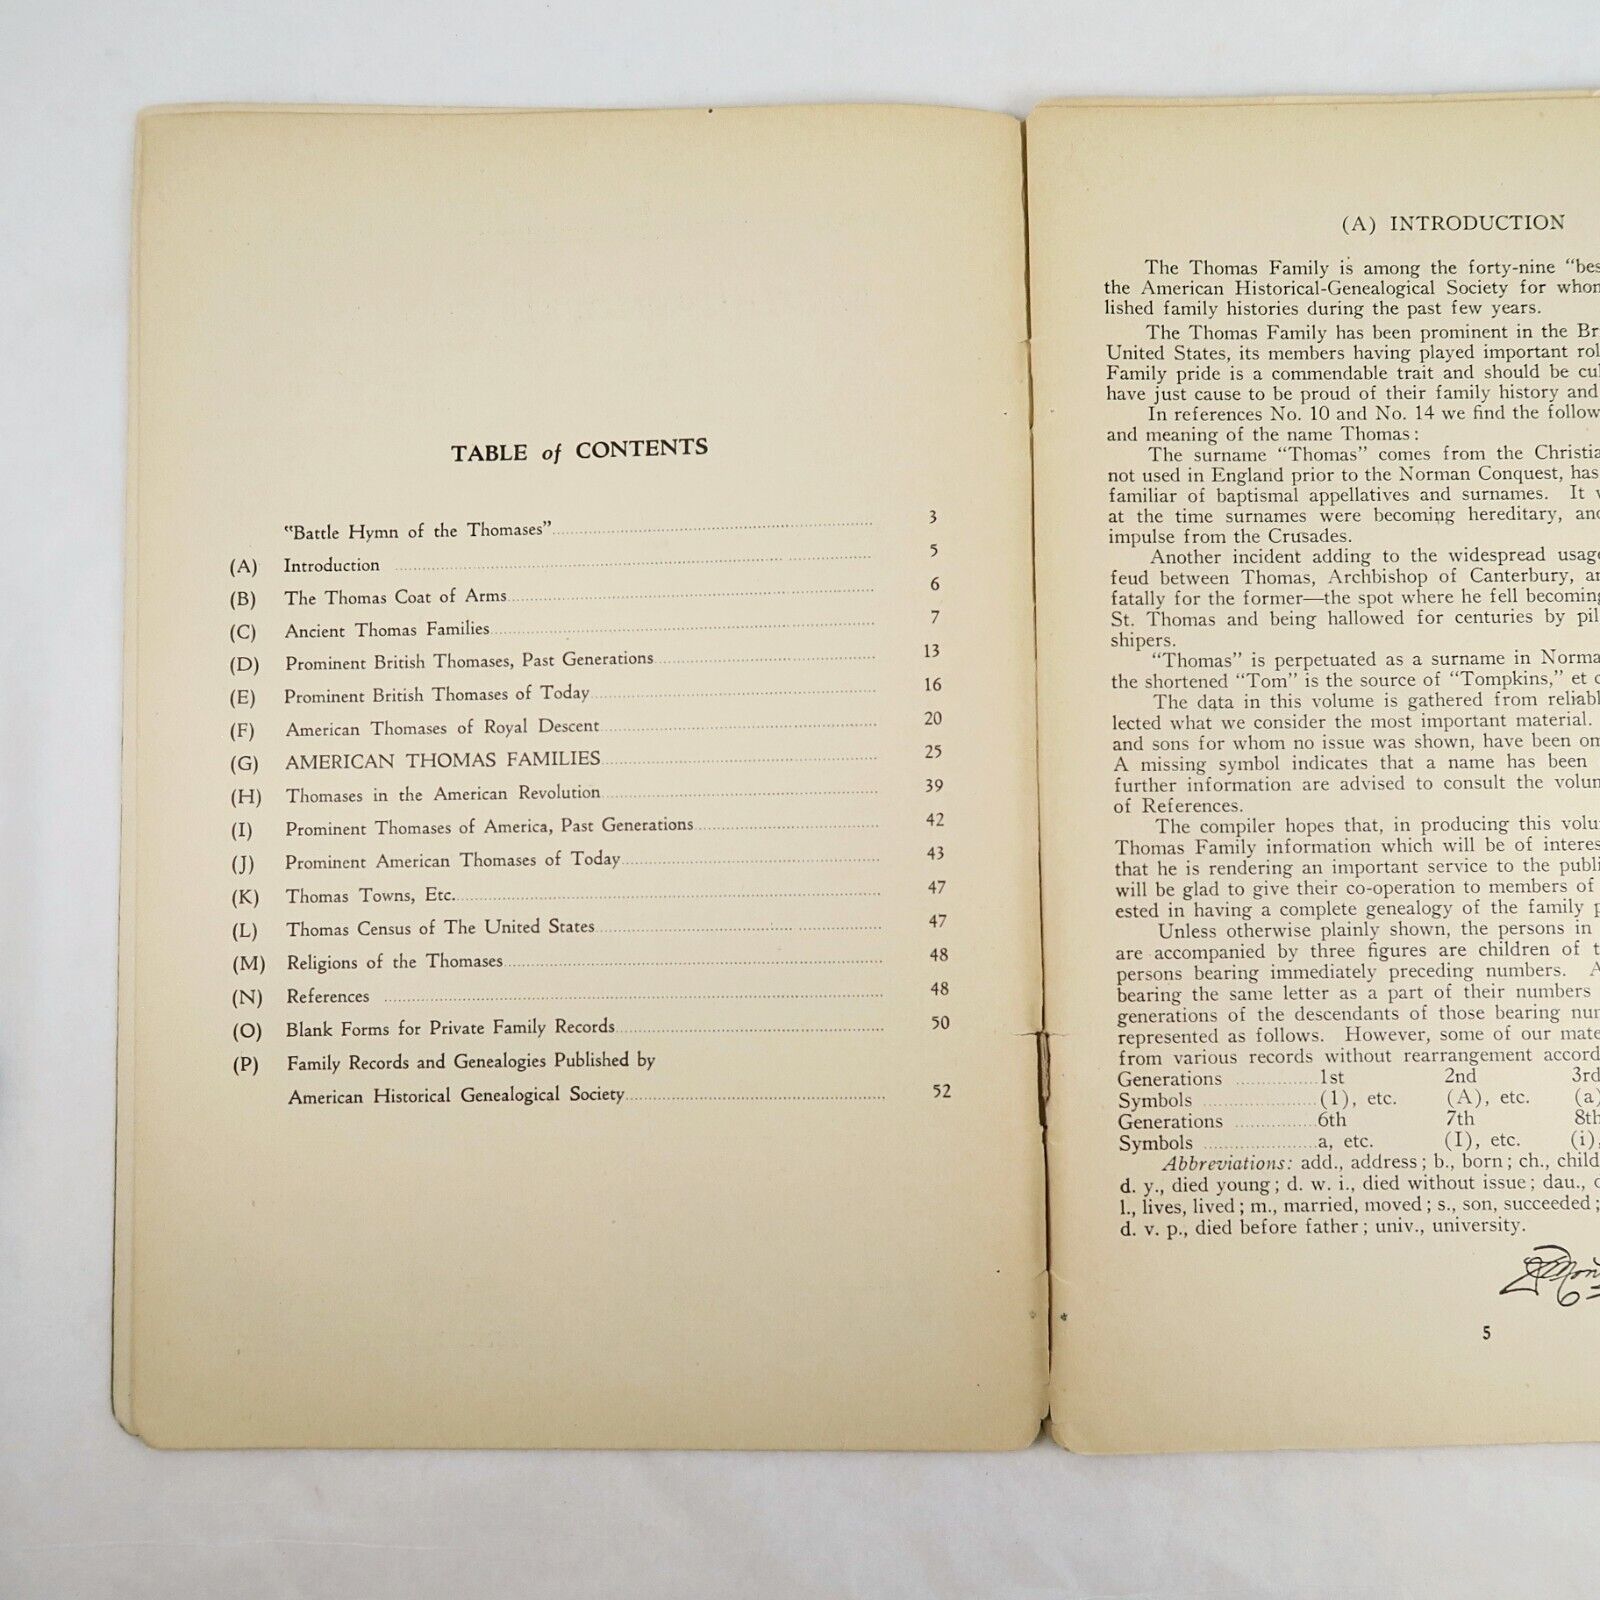 TABLE of CONTENTS
"Battle Hymn of the Thomases" 3
(A) Introduction 5
(B) The Thomas Coat of Arms 6
(C) Ancient Thomas Families 7
(D) Prominent British Thomases, Past Generations 13
(E) Prominent British Thomases of Today 16
(F) American Thomases of Royal Descent 20
(G) AMERICAN THOMAS FAMILIES 25
(H) Thomases in the American Revolution 39
(I) Prominent Thomases of America, Past Generations 42
(J) Prominent American Thomases of Today 43
(K) Thomas Towns, Etc. 47
(L) Thomas Census of The United States 47
(M) Religions of the Thomases 48
(N) References 48
(O) Blank Forms for Private Family Records 50
(P) Family Records and Genealogies Published by
American Historical Genealogical Society 52
(A) INTRODUCTION
The Thomas Family is among the forty-nine "bes
the American Historical-Genealogical Society for whom
lished family histories during the past few years.
The Thomas Family has been prominent in the Br
United States, its members having played important rol
Family pride is a commendable trait and should be cul
have just cause to be proud of their family history and
In references No. 10 and No. 14 we find the follow
and meaning of the name Thomas:
The surname "Thomas" comes from the Christia
not used in England prior to the Norman Conquest, has
familiar of baptismal appellatives and surnames. It
at the time surnames were becoming hereditary, and
impulse from the Crusades.
Another incident adding to the widespread usage
feud between Thomas, Archbishop of Canterbury, an
fatally for the former—the spot where he fell becoming
St. Thomas and being hallowed for centuries by pil
shipers.
"Thomas" is perpetuated as a surname in Norma
the shortened "Tom" is the source of "Tompkins," et c
The data in this volume is gathered from reliabl
lected what we consider the most important material.
and sons for whom no issue was shown, have been om
A missing symbol indicates that a name has been
further information are advised to consult the volum
of References.
The compiler hopes that, in producing this volum
Thomas Family information which will be of interes
that he is rendering an important service to the publi
will be glad to give their co-operation to members of
ested in having a complete genealogy of the family p
Unless otherwise plainly shown, the persons in
are accompanied by three figures are children of t
persons bearing immediately preceding numbers. A
bearing the same letter as a part of their numbers
generations of the descendants of those bearing num
represented as follows. However, some of our mate
from various records without rearrangement accord
Generations 1st 2nd 3rd
Symbols (1), etc. (A), etc. (a)
Generations 6th 7th 8th
Symbols a, etc. (I), etc. (i),
Abbreviations: add., address; b., born; ch., child
d. y., died young; d. w. i., died without issue; dau., d
l., lives, lived; m., married, moved; s., son, succeeded;
d. v. p., died before father; univ., university.
5